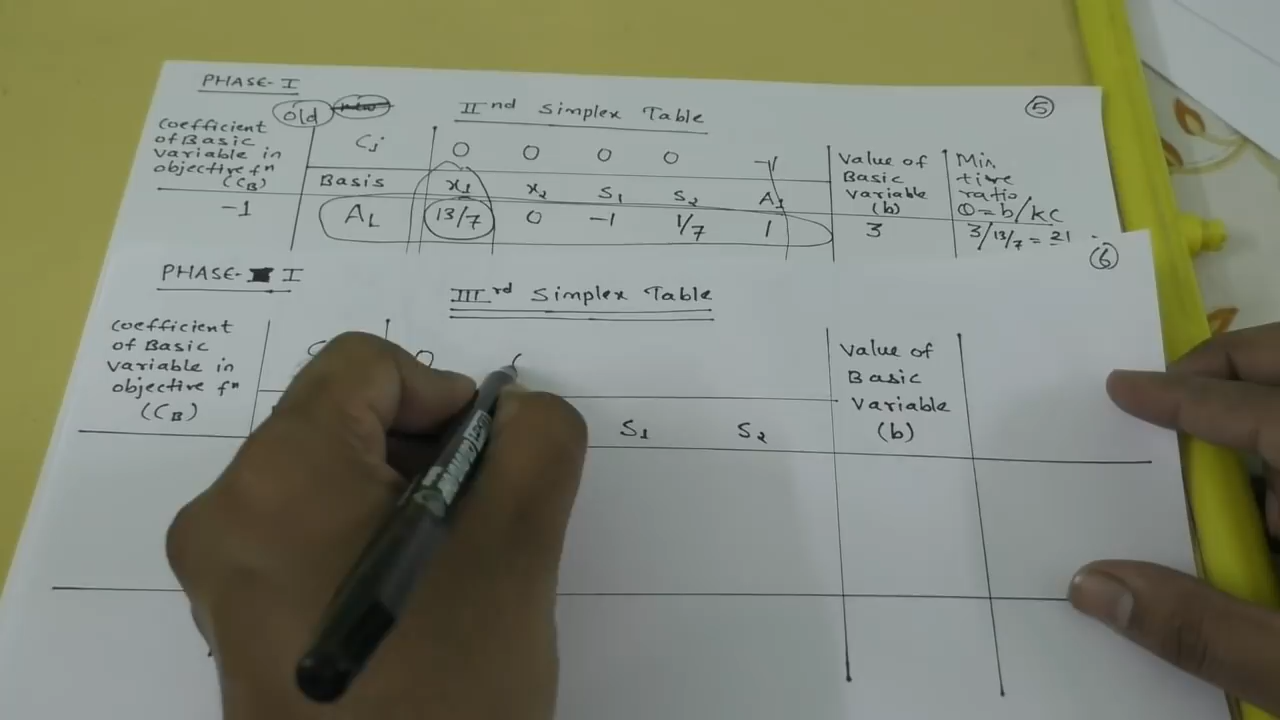 PHASE-I
old
IInd Simplex Table
5
Coefficient of Basic Variable in objective fn (CB)
Cj 0 0 0 0 -1
Value of Basic Variable (b)
Basis x1 x2 S1 S2 A1
ratio θ=b/KC
-1 A1 13/7 0 -1 1/7 1 3 3/13/7 = 21
PHASE- I
6
IIIrd Simplex Table
Coefficient of Basic Variable in objective fn (CB)
0
Value of Basic Variable (b)
S1 S2